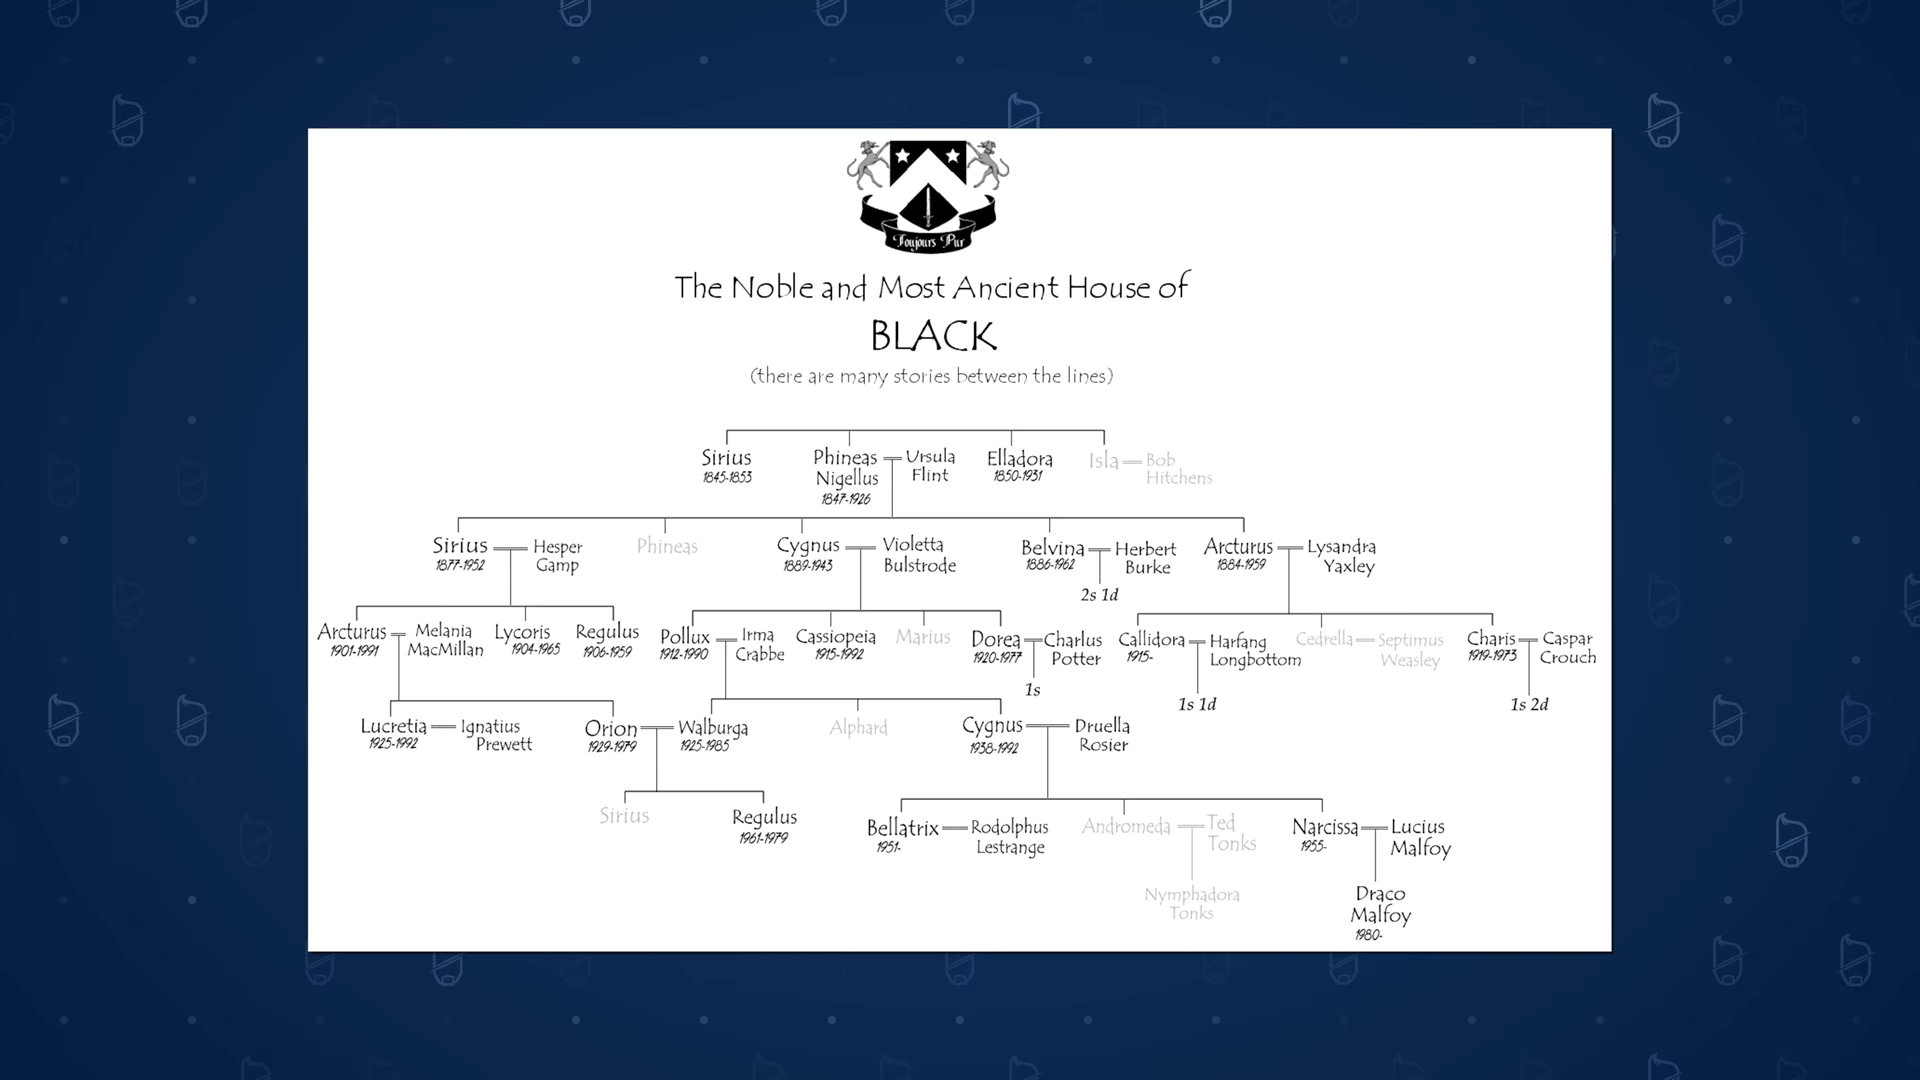 Toujours Pur
The Noble and Most Ancient House of
BLACK
(there are many stories between the lines)
Sirius
1845-1853
Phineas
Nigellus
1847-1926
Ursula
Flint
Elladora
1850-1931
Isla
Bob
Hitchens
Sirius
1877-1952
Hesper
Gamp
Phineas
Cygnus
1889-1943
Violetta
Bulstrode
Belvina
1886-1962
Herbert
Burke
2s 1d
Arcturus
1884-1959
Lysandra
Yaxley
Arcturus
1901-1991
Melania
MacMillan
Lycoris
1904-1965
Regulus
1906-1959
Pollux
1912-1990
Irma
Crabbe
Cassiopeia
1915-1992
Marius
Dorea
1920-1977
Charlus
Potter
1s
Callidora
1915-
Harfang
Longbottom
1s 1d
Cedrella
Septimus
Weasley
Charis
1919-1973
Caspar
Crouch
1s 2d
Lucretia
1925-1992
Ignatius
Prewett
Orion
1929-1979
Walburga
1925-1985
Alphard
Cygnus
1938-1992
Druella
Rosier
Sirius
Regulus
1961-1979
Bellatrix
1951-
Rodolphus
Lestrange
Andromeda
Ted
Tonks
Narcissa
1955-
Lucius
Malfoy
Nymphadora
Tonks
Draco
Malfoy
1980-